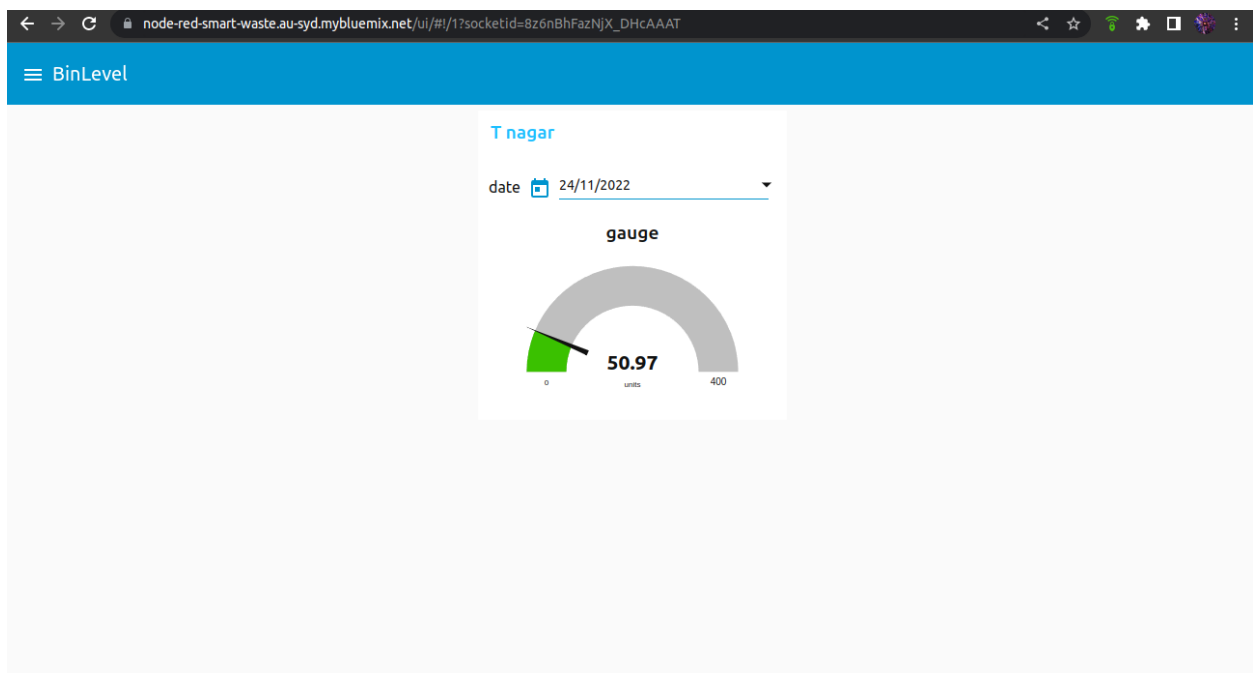 node-red-smart-waste.au-syd.mybluemix.net/ui/#!/1?socketid=8z6nBhFazNjX_DHcAAAT
BinLevel
T nagar
date 24/11/2022
gauge
50.97
0 units 400